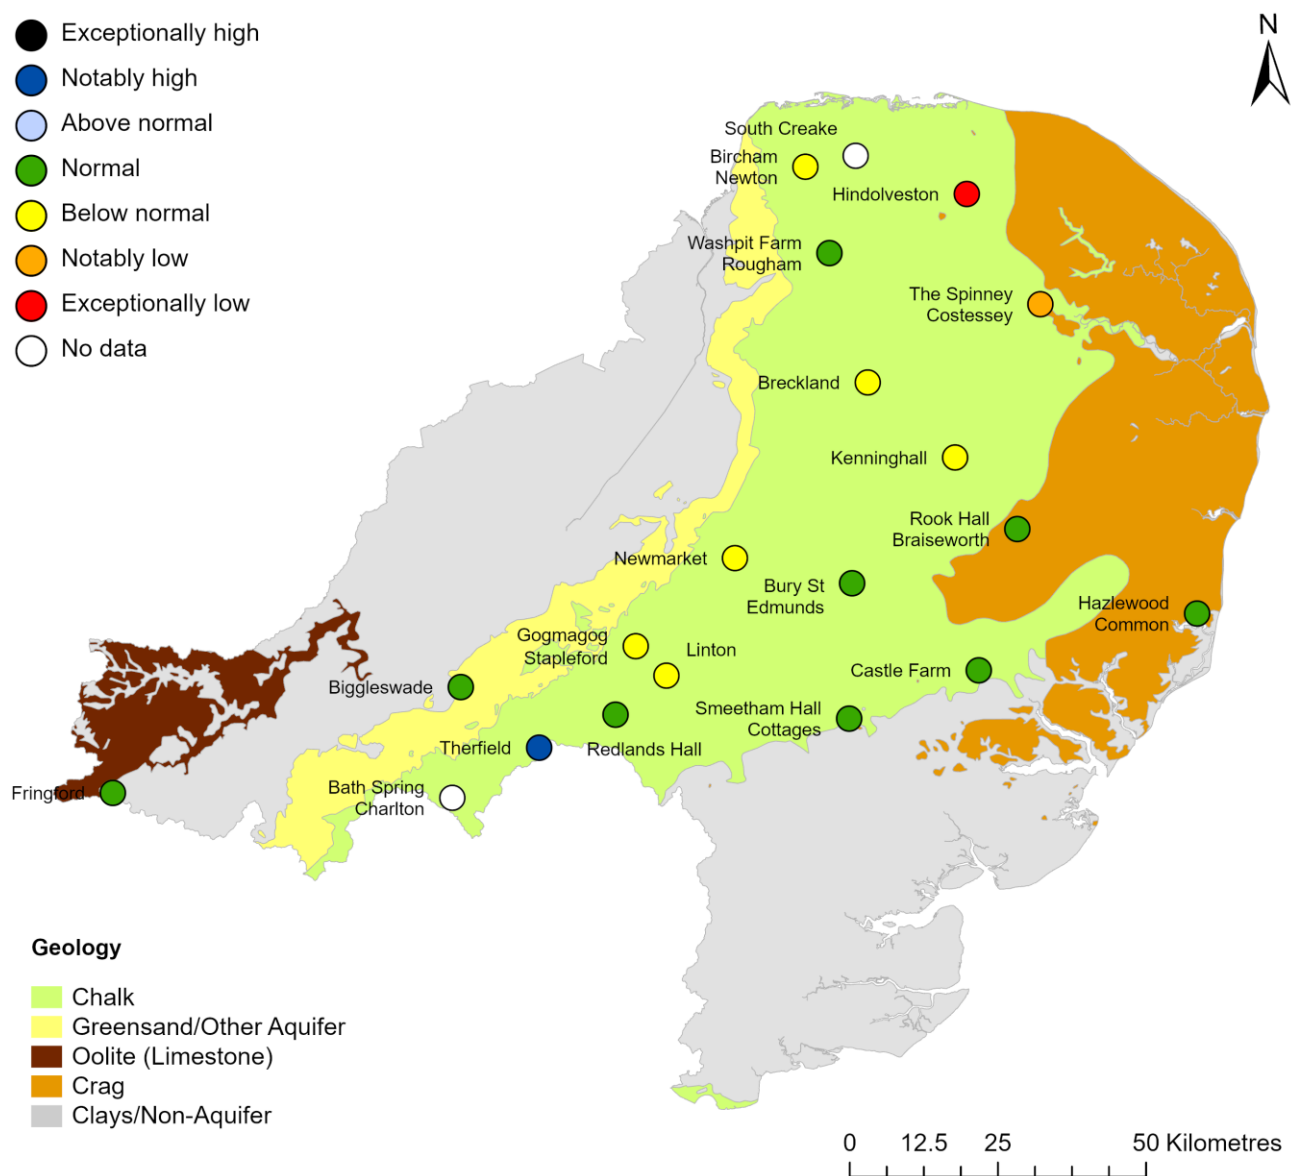 Exceptionally high
Notably high
Above normal
Normal
Below normal
Notably low
Exceptionally low
No data
N
South Creake
Bircham
Newton
Hindolveston
Washpit Farm
Rougham
The Spinney
Costessey
Breckland
Kenninghall
Rook Hall
Braiseworth
Newmarket
Bury St
Edmunds
Hazlewood
Common
Gogmagog
Stapleford
Linton
Castle Farm
Biggleswade
Smeetham Hall
Cottages
Therfield
Redlands Hall
Bath Spring
Charlton
Fringford
Geology
Chalk
Greensand/Other Aquifer
Oolite (Limestone)
Crag
Clays/Non-Aquifer
0 12.5 25 50 Kilometres